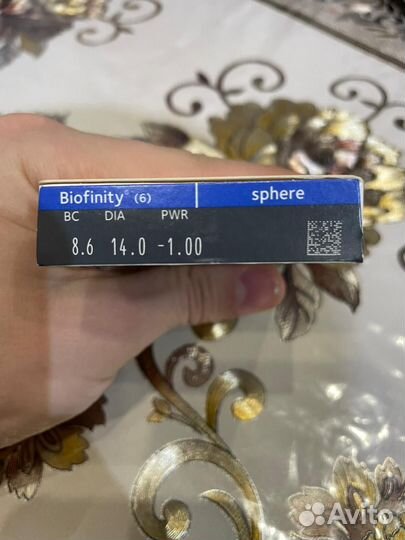 Biofinity® (6) sphere
BC DIA PWR
8.6 14.0 -1.00
Avito